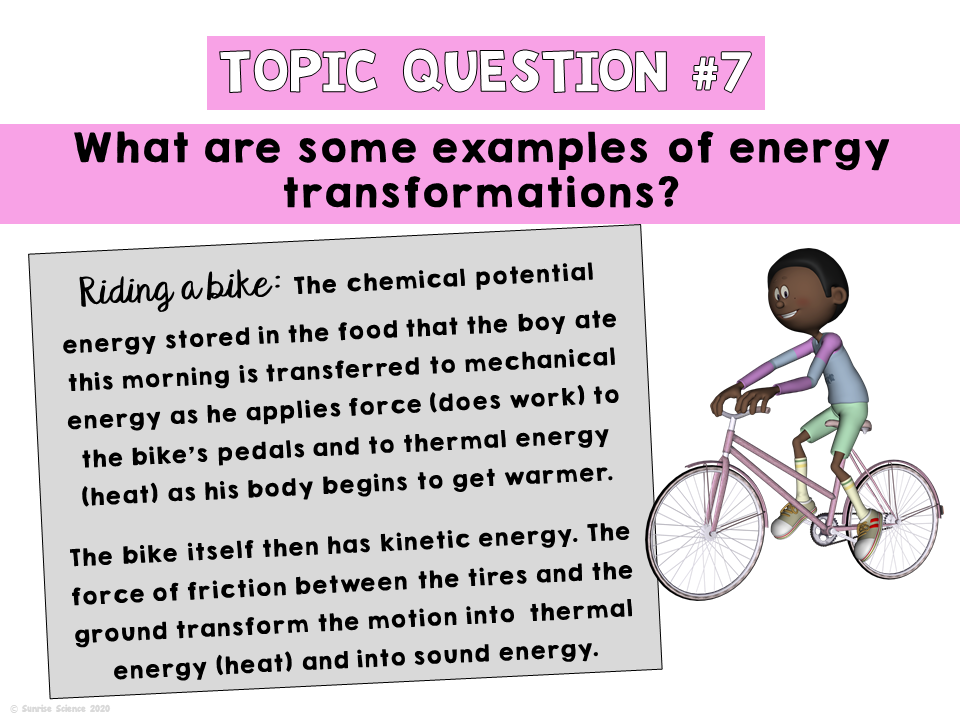 TOPIC QUESTION #7
What are some examples of energy
transformations?
Riding a bike: The chemical potential
energy stored in the food that the boy ate
this morning is transferred to mechanical
energy as he applies force (does work) to
the bike's pedals and to thermal energy
(heat) as his body begins to get warmer.
The bike itself then has kinetic energy. The
force of friction between the tires and the
ground transform the motion into thermal
energy (heat) and into sound energy.
© Sunrise Science 2020